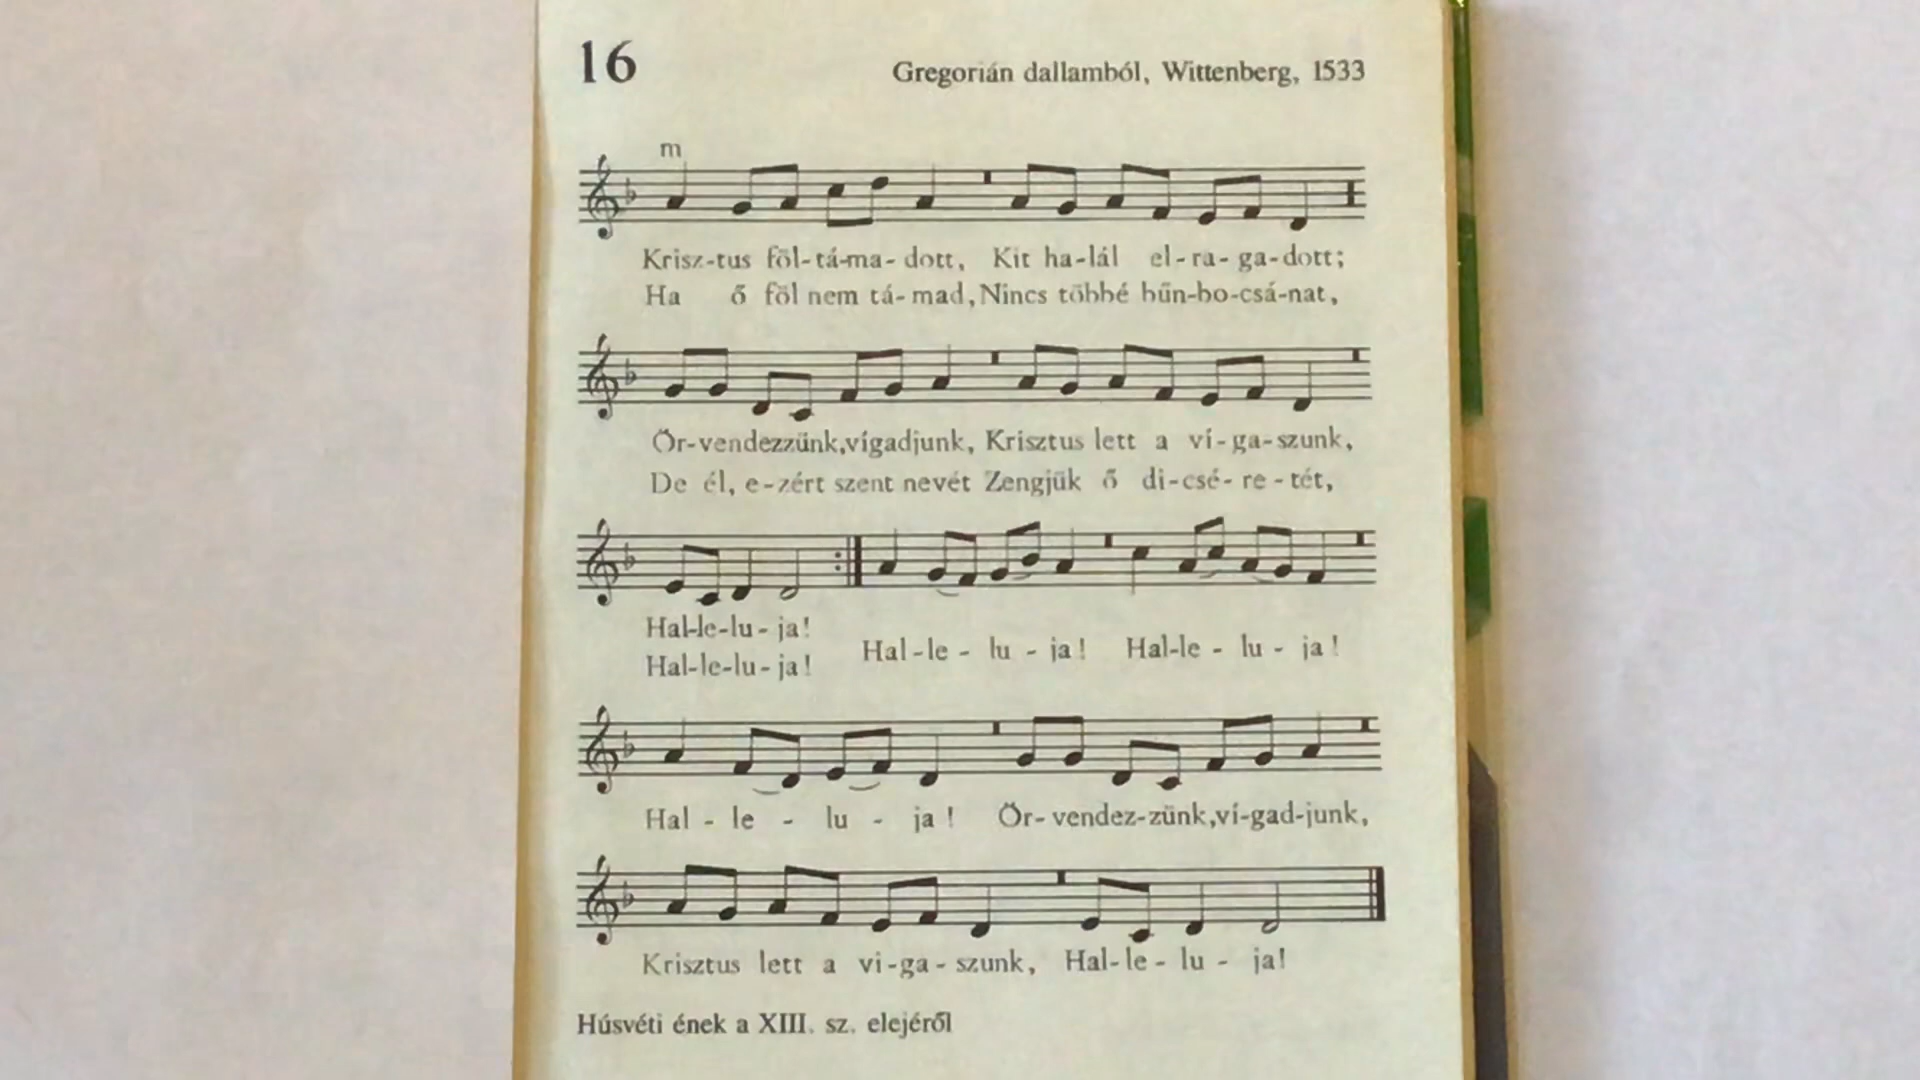 16
Gregorián dallamból, Wittenberg, 1533
m
Krisz-tus föl-tá-ma-dott, Kit ha-lál el-ra-ga-dott;
Ha ő föl nem tá-mad, Nincs többé bűn-bo-csá-nat,
Ör-vendezzünk,vígadjunk, Krisztus lett a ví-ga-szunk,
De él, e-zért szent nevét Zengjük ő di-csé-re-tét,
Hal-le-lu-ja!
Hal-le-lu-ja!
Hal-le-lu-ja! Hal-le-lu-ja!
Hal-le-lu-ja! Ör-vendez-zünk,ví-gad-junk,
Krisztus lett a vi-ga-szunk, Hal-le-lu-ja!
Húsvéti ének a XIII. sz. elejéről